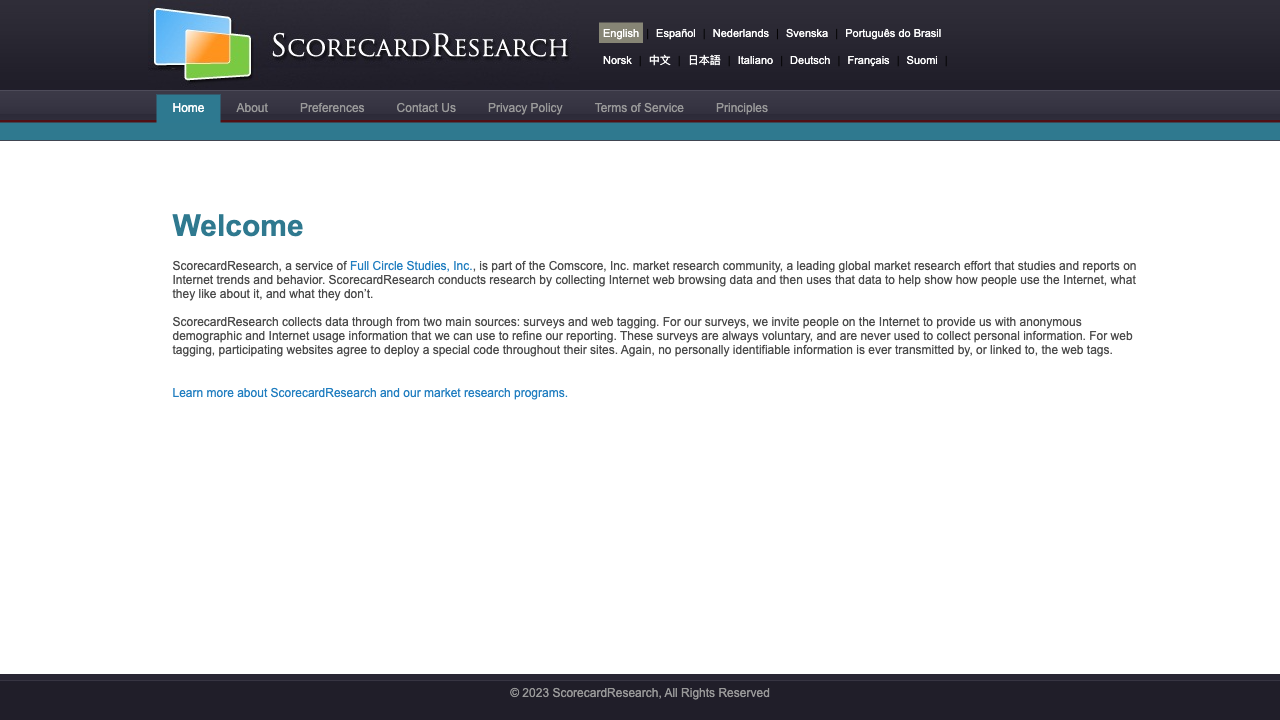 SCORECARDRESEARCH
English | Español | Nederlands | Svenska | Português do Brasil
Norsk | 中文 | 日本語 | Italiano | Deutsch | Français | Suomi |
Home About Preferences Contact Us Privacy Policy Terms of Service Principles
Welcome
ScorecardResearch, a service of Full Circle Studies, Inc., is part of the Comscore, Inc. market research community, a leading global market research effort that studies and reports on
Internet trends and behavior. ScorecardResearch conducts research by collecting Internet web browsing data and then uses that data to help show how people use the Internet, what
they like about it, and what they don’t.
ScorecardResearch collects data through from two main sources: surveys and web tagging. For our surveys, we invite people on the Internet to provide us with anonymous
demographic and Internet usage information that we can use to refine our reporting. These surveys are always voluntary, and are never used to collect personal information. For web
tagging, participating websites agree to deploy a special code throughout their sites. Again, no personally identifiable information is ever transmitted by, or linked to, the web tags.
Learn more about ScorecardResearch and our market research programs.
© 2023 ScorecardResearch, All Rights Reserved